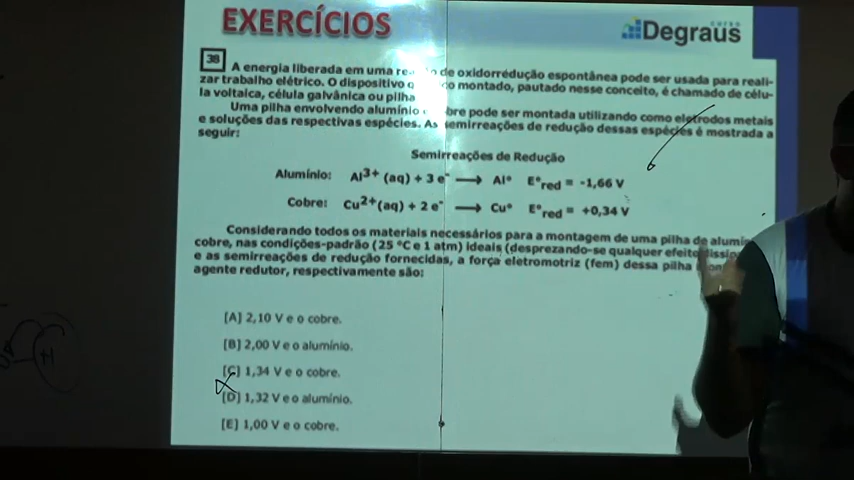 EXERCÍCIOS
curso
Degraus
38
A energia liberada em uma de oxidorredução espontânea pode ser usada para reali-
zar trabalho elétrico. O dispositivo montado, pautado nesse conceito, é chamado de célu-
la voltaica, célula galvânica ou pilha
Uma pilha envolvendo alumínio pode ser montada utilizando como eletrodos metais
e soluções das respectivas espécies. As semirreações de redução dessas espécies é mostrada a
seguir:
Semirreações de Redução
Alumínio: Al³⁺ (aq) + 3 e⁻ ⟶ Al° E°red = -1,66 V
Cobre: Cu²⁺(aq) + 2 e⁻ ⟶ Cu° E°red = +0,34 V
Considerando todos os materiais necessários para a montagem de uma pilha de
cobre, nas condições-padrão (25 °C e 1 atm) ideais (desprezando-se qualquer efeito
e as semirreações de redução fornecidas, a força eletromotriz (fem) dessa pilha
agente redutor, respectivamente são:
[A] 2,10 V e o cobre.
[B] 2,00 V e o alumínio.
[C] 1,34 V e o cobre.
[D] 1,32 V e o alumínio.
[E] 1,00 V e o cobre.
+1